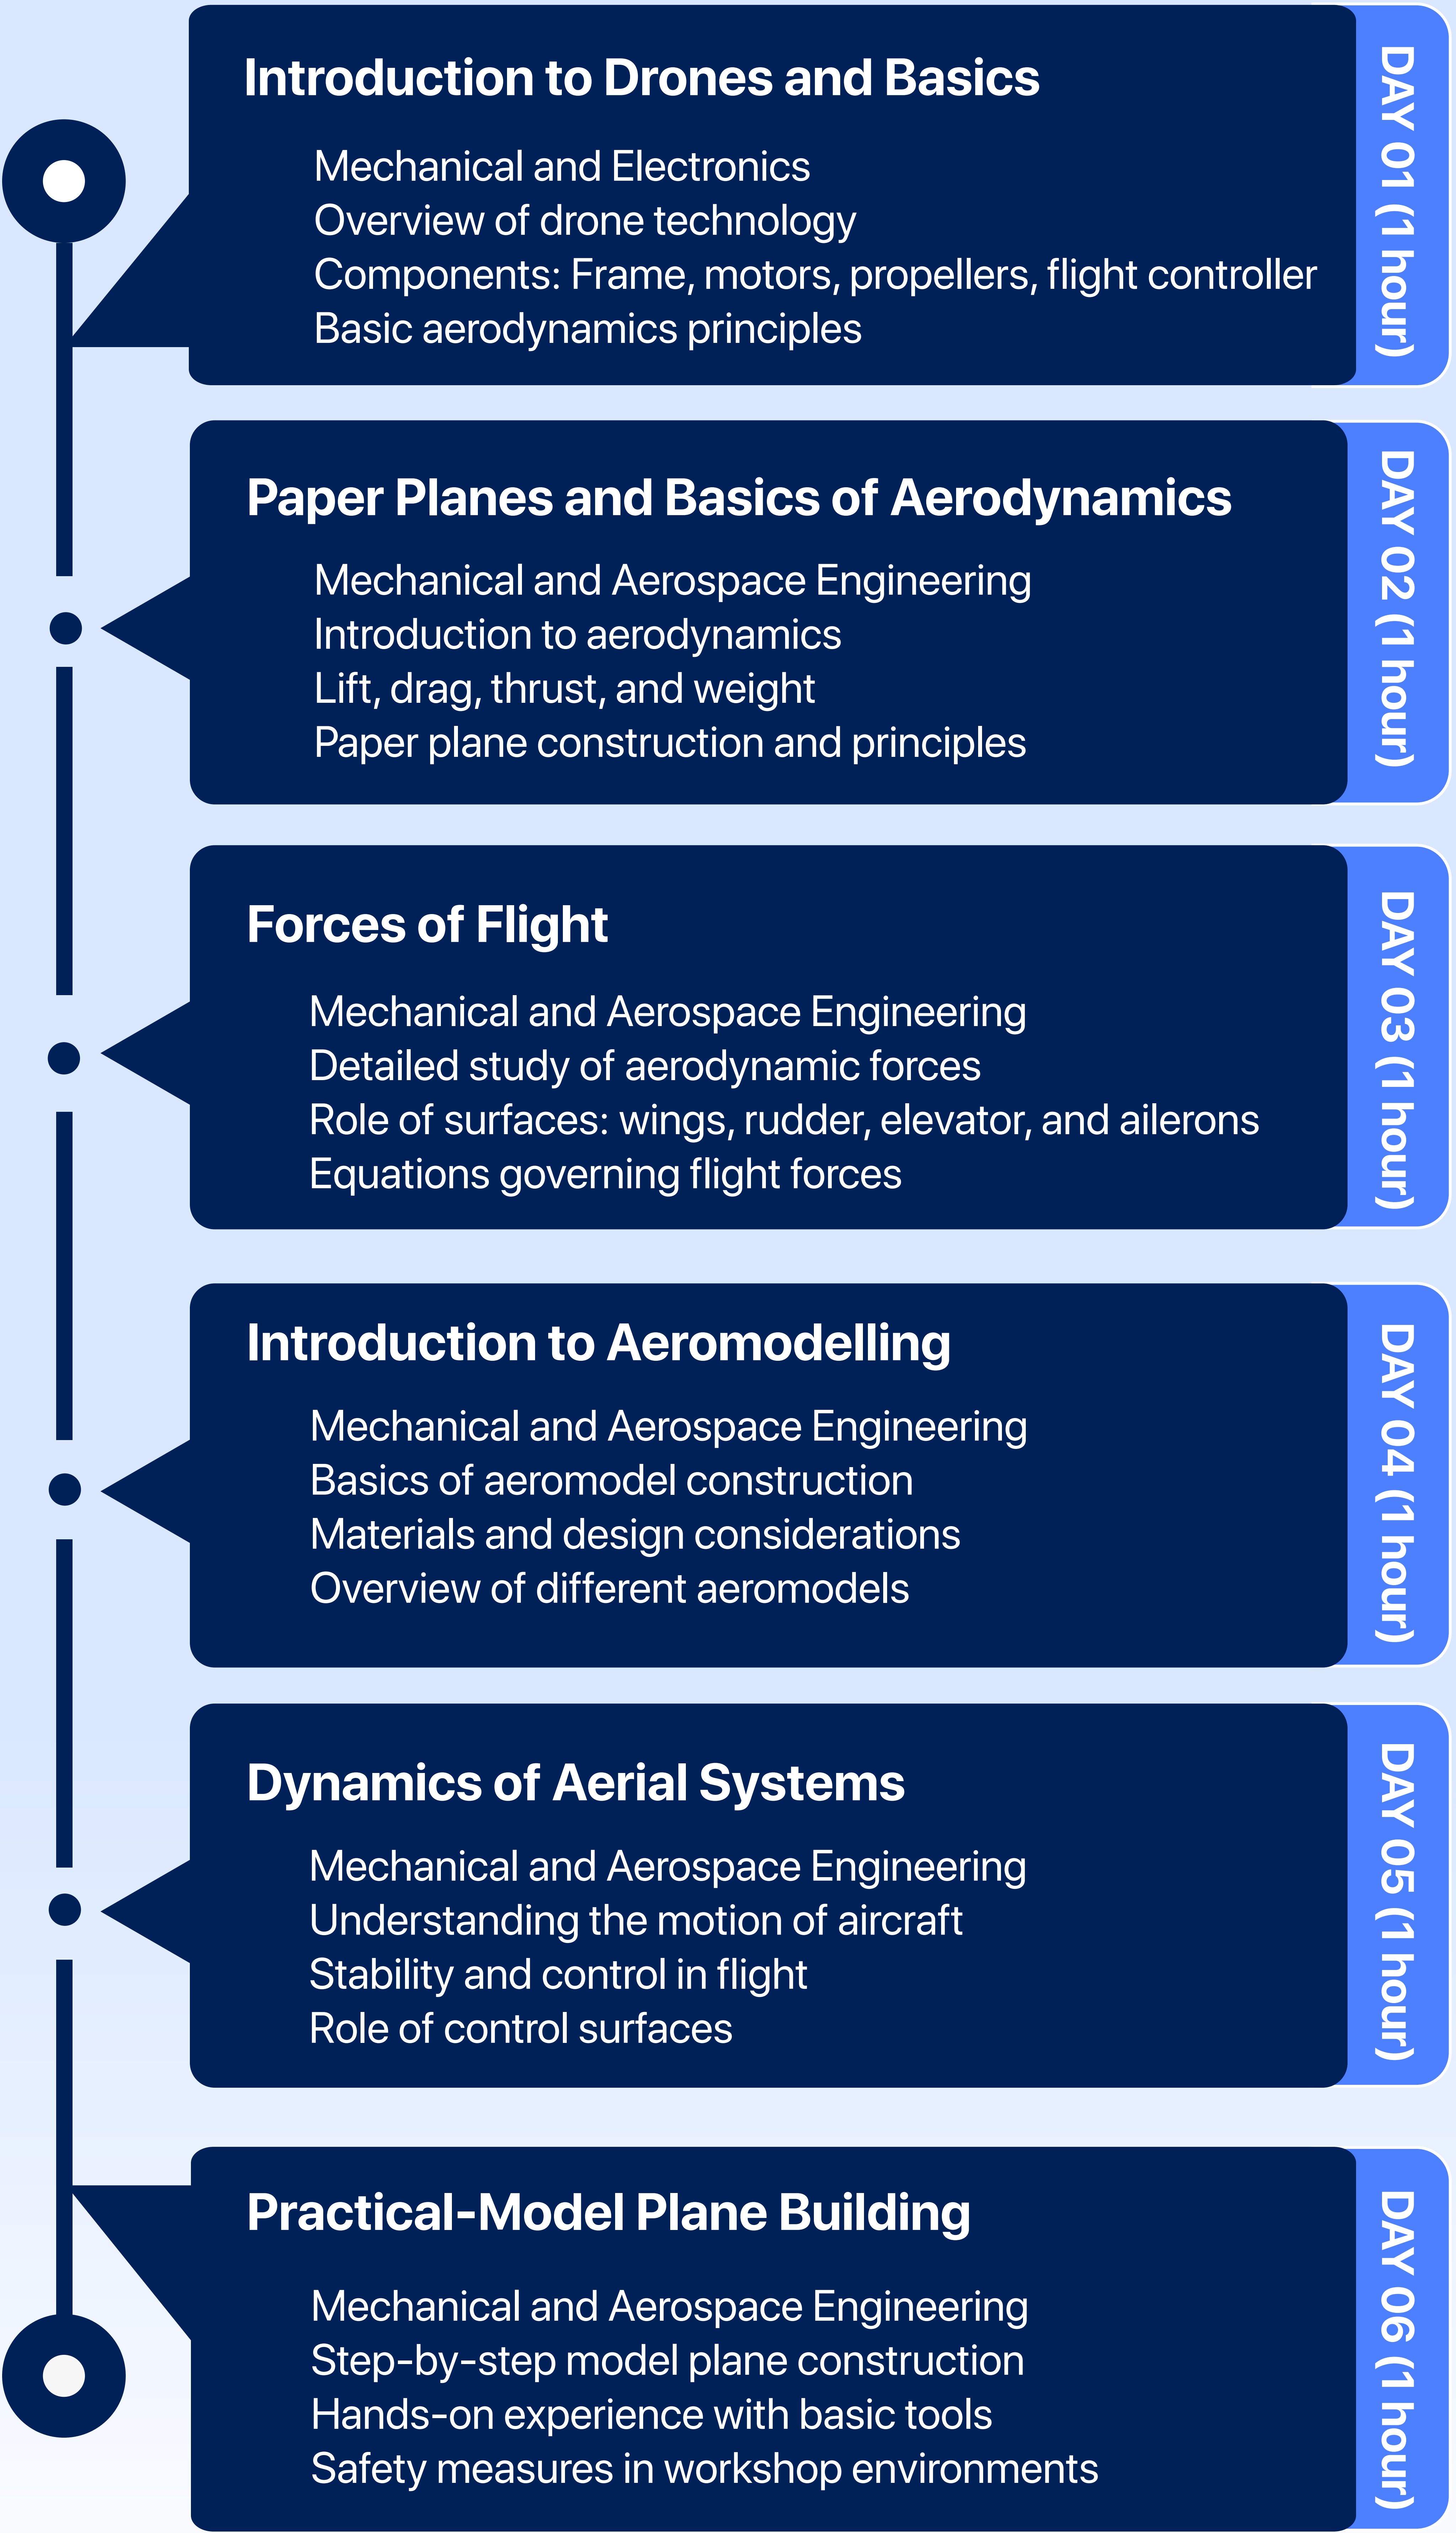 Introduction to Drones and Basics
Mechanical and Electronics
Overview of drone technology
Components: Frame, motors, propellers, flight controller
Basic aerodynamics principles
DAY 01 (1 hour)
Paper Planes and Basics of Aerodynamics
Mechanical and Aerospace Engineering
Introduction to aerodynamics
Lift, drag, thrust, and weight
Paper plane construction and principles
DAY 02 (1 hour)
Forces of Flight
Mechanical and Aerospace Engineering
Detailed study of aerodynamic forces
Role of surfaces: wings, rudder, elevator, and ailerons
Equations governing flight forces
DAY 03 (1 hour)
Introduction to Aeromodelling
Mechanical and Aerospace Engineering
Basics of aeromodel construction
Materials and design considerations
Overview of different aeromodels
DAY 04 (1 hour)
Dynamics of Aerial Systems
Mechanical and Aerospace Engineering
Understanding the motion of aircraft
Stability and control in flight
Role of control surfaces
DAY 05 (1 hour)
Practical-Model Plane Building
Mechanical and Aerospace Engineering
Step-by-step model plane construction
Hands-on experience with basic tools
Safety measures in workshop environments
DAY 06 (1 hour)